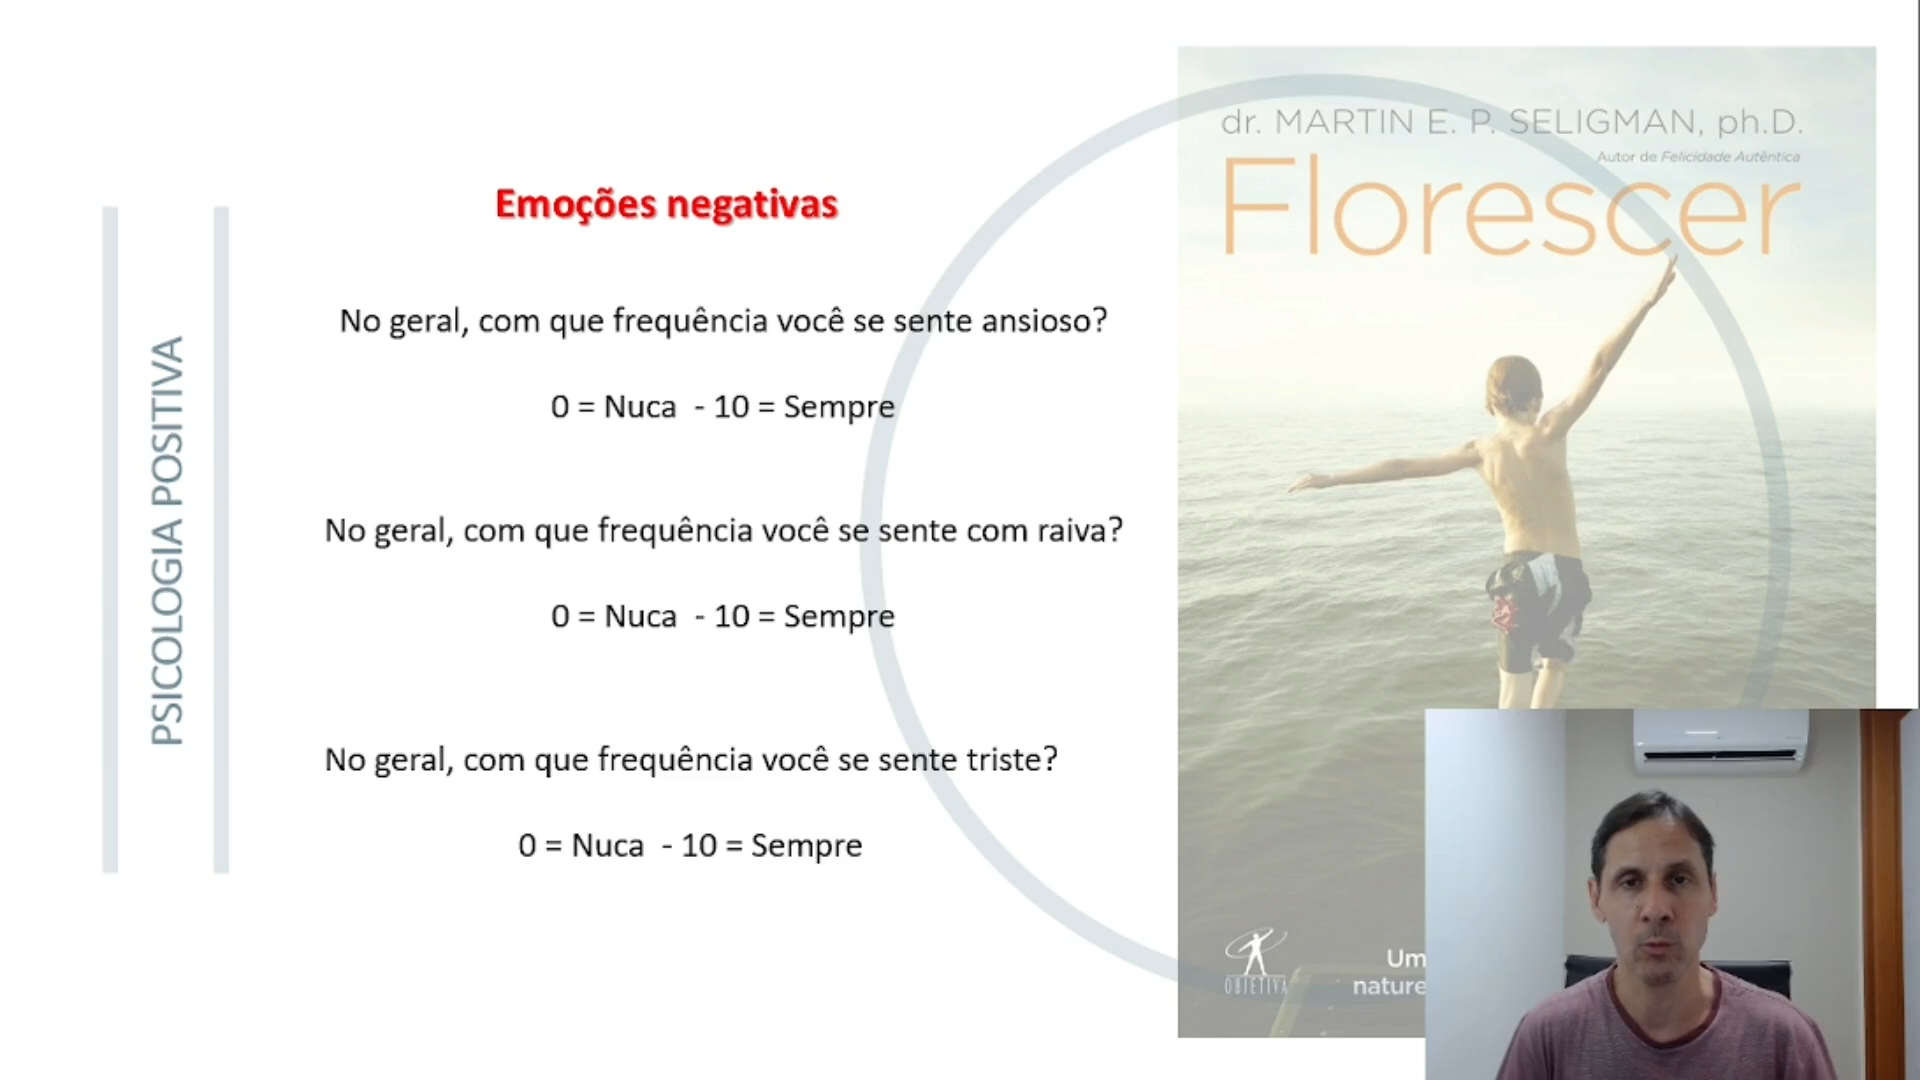 PSICOLOGIA POSITIVA
Emoções negativas
No geral, com que frequência você se sente ansioso?
0 = Nuca - 10 = Sempre
No geral, com que frequência você se sente com raiva?
0 = Nuca - 10 = Sempre
No geral, com que frequência você se sente triste?
0 = Nuca - 10 = Sempre
dr. MARTIN E. P. SELIGMAN, ph.D.
Autor de Felicidade Autêntica
Florescer
OBJETIVA
Um
nature